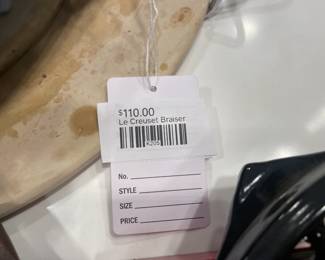 $110.00
Le Creuset Braiser
No.
STYLE
SIZE
PRICE